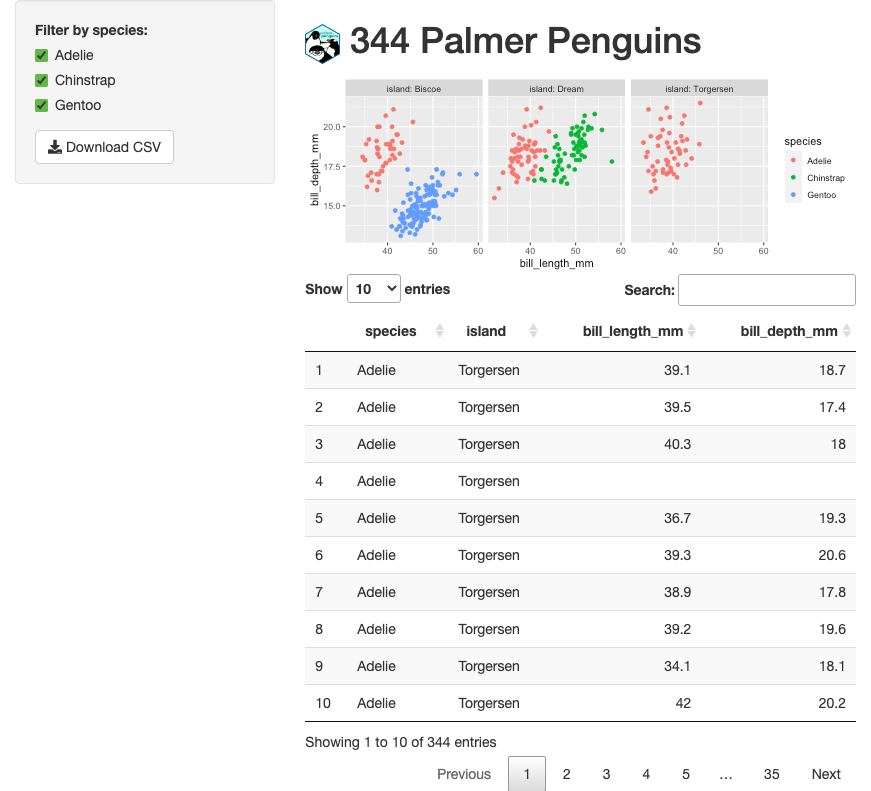 Filter by species:
Adelie
Chinstrap
Gentoo
Download CSV
344 Palmer Penguins
island: Biscoe island: Dream island: Torgersen
bill_depth_mm
20.0
17.5
15.0
40 50 60 40 50 60 40 50 60
bill_length_mm
species
Adelie
Chinstrap
Gentoo
Show 10 entries Search:
species island bill_length_mm bill_depth_mm
1 Adelie Torgersen 39.1 18.7
2 Adelie Torgersen 39.5 17.4
3 Adelie Torgersen 40.3 18
4 Adelie Torgersen
5 Adelie Torgersen 36.7 19.3
6 Adelie Torgersen 39.3 20.6
7 Adelie Torgersen 38.9 17.8
8 Adelie Torgersen 39.2 19.6
9 Adelie Torgersen 34.1 18.1
10 Adelie Torgersen 42 20.2
Showing 1 to 10 of 344 entries
Previous 1 2 3 4 5 … 35 Next